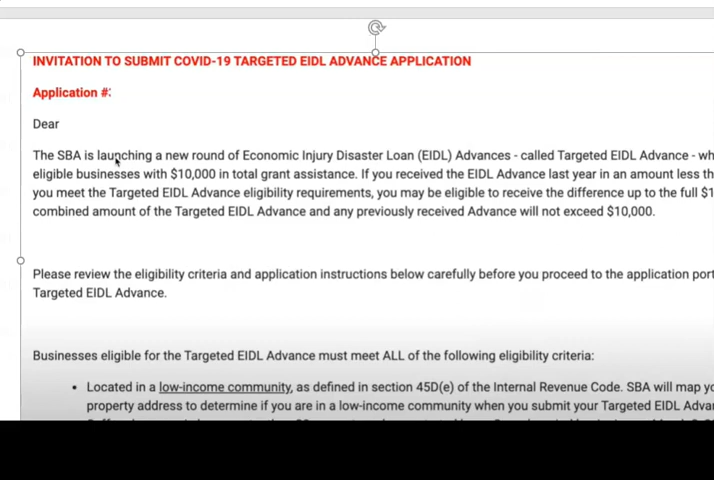 INVITATION TO SUBMIT COVID-19 TARGETED EIDL ADVANCE APPLICATION
Application #:
Dear
The SBA is launching a new round of Economic Injury Disaster Loan (EIDL) Advances - called Targeted EIDL Advance - wh
eligible businesses with $10,000 in total grant assistance. If you received the EIDL Advance last year in an amount less th
you meet the Targeted EIDL Advance eligibility requirements, you may be eligible to receive the difference up to the full $1
combined amount of the Targeted EIDL Advance and any previously received Advance will not exceed $10,000.
Please review the eligibility criteria and application instructions below carefully before you proceed to the application port
Targeted EIDL Advance.
Businesses eligible for the Targeted EIDL Advance must meet ALL of the following eligibility criteria:
• Located in a low-income community, as defined in section 45D(e) of the Internal Revenue Code. SBA will map yo
property address to determine if you are in a low-income community when you submit your Targeted EIDL Advan